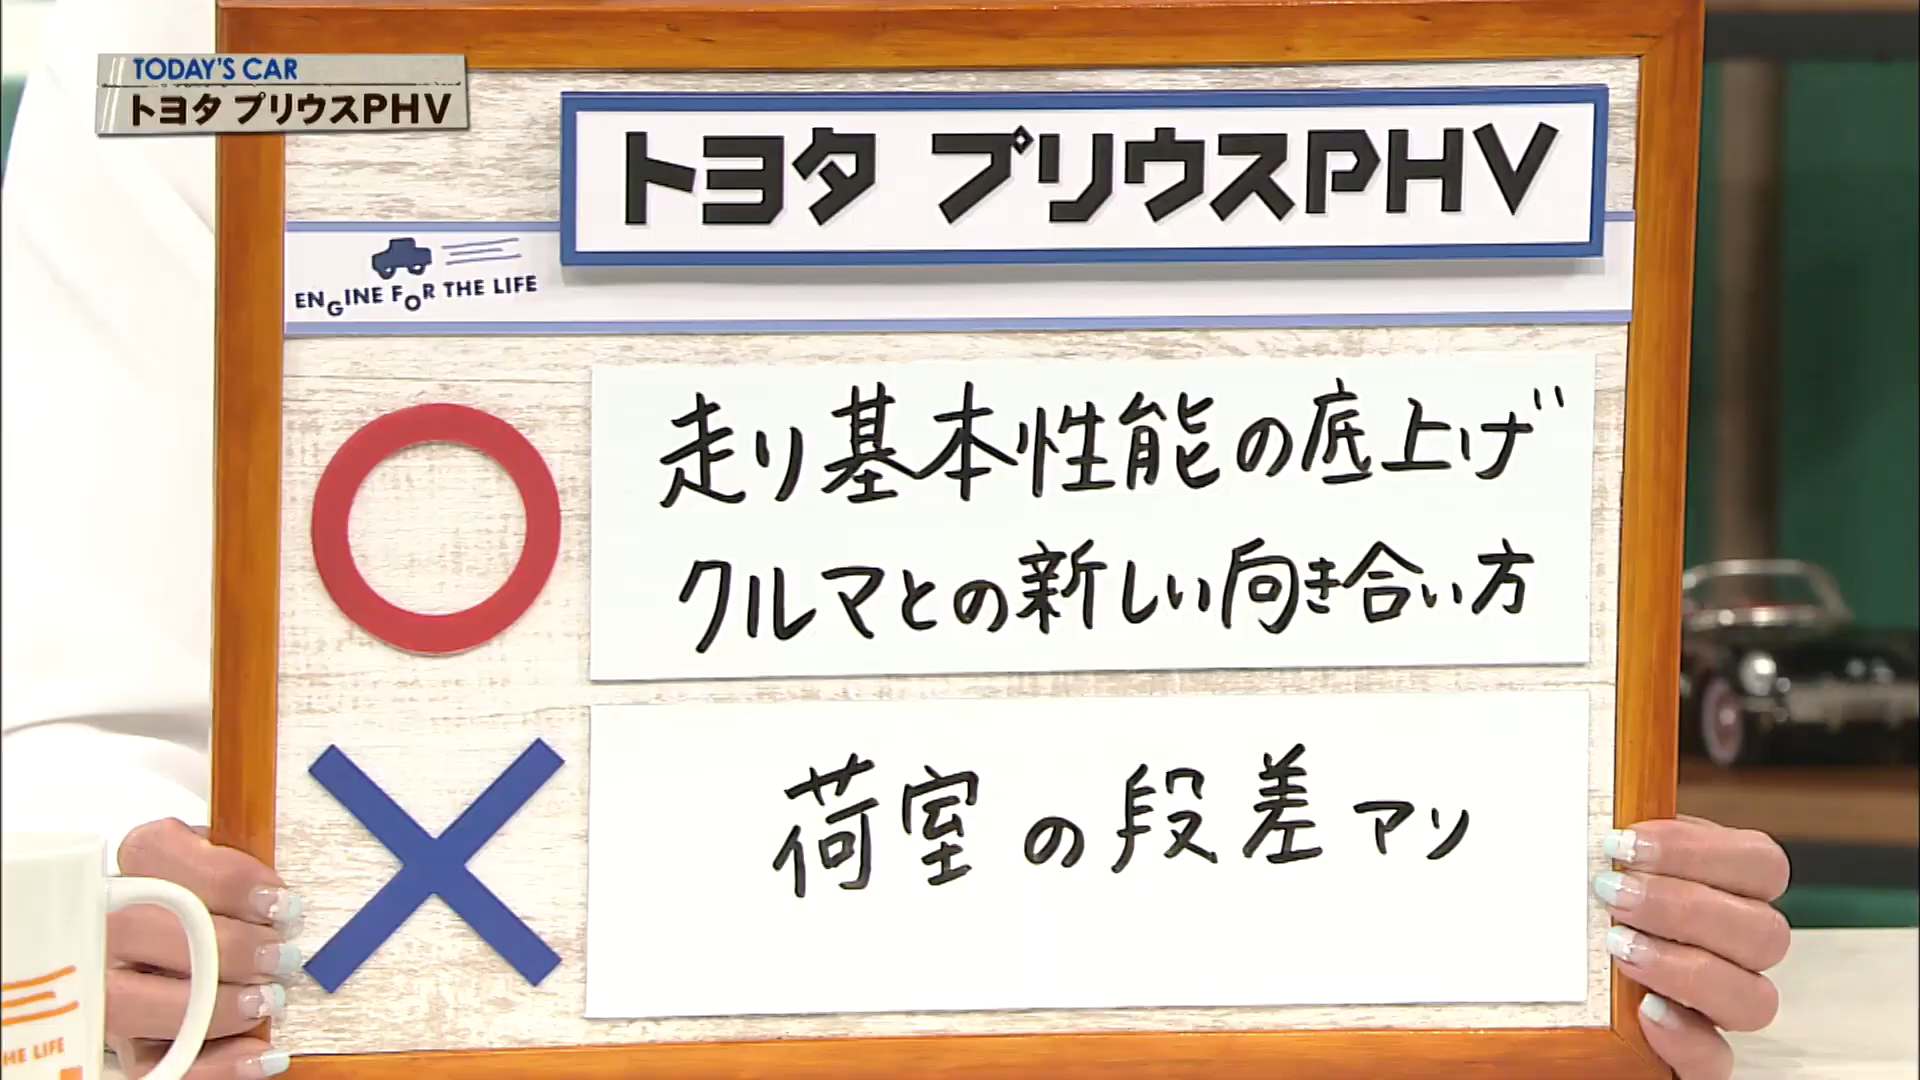 TODAY'S CAR
トヨタ プリウスPHV
トヨタ プリウスPHV
ENGINE FOR THE LIFE
走り基本性能の底上げ
クルマとの新しい向き合い方
荷室の段差アリ
HE LIFE